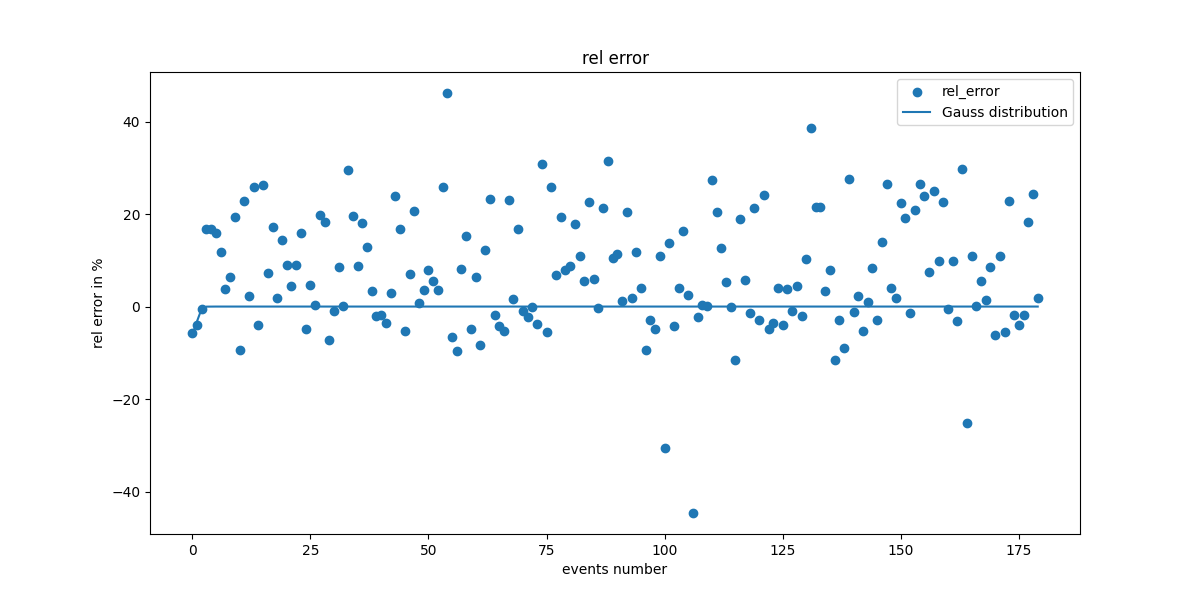 rel error
rel_error
Gauss distribution
rel error in %
40
20
0
−20
−40
0 25 50 75 100 125 150 175
events number